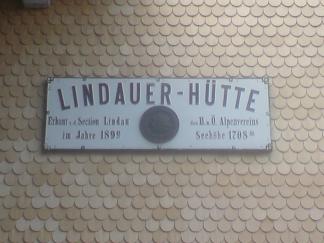 LINDAUER-HÜTTE
Erbaut v.d. Section Lindau des D. u. Ö. Alpenvereins
im Jahre 1899 Seehöhe 1708 m